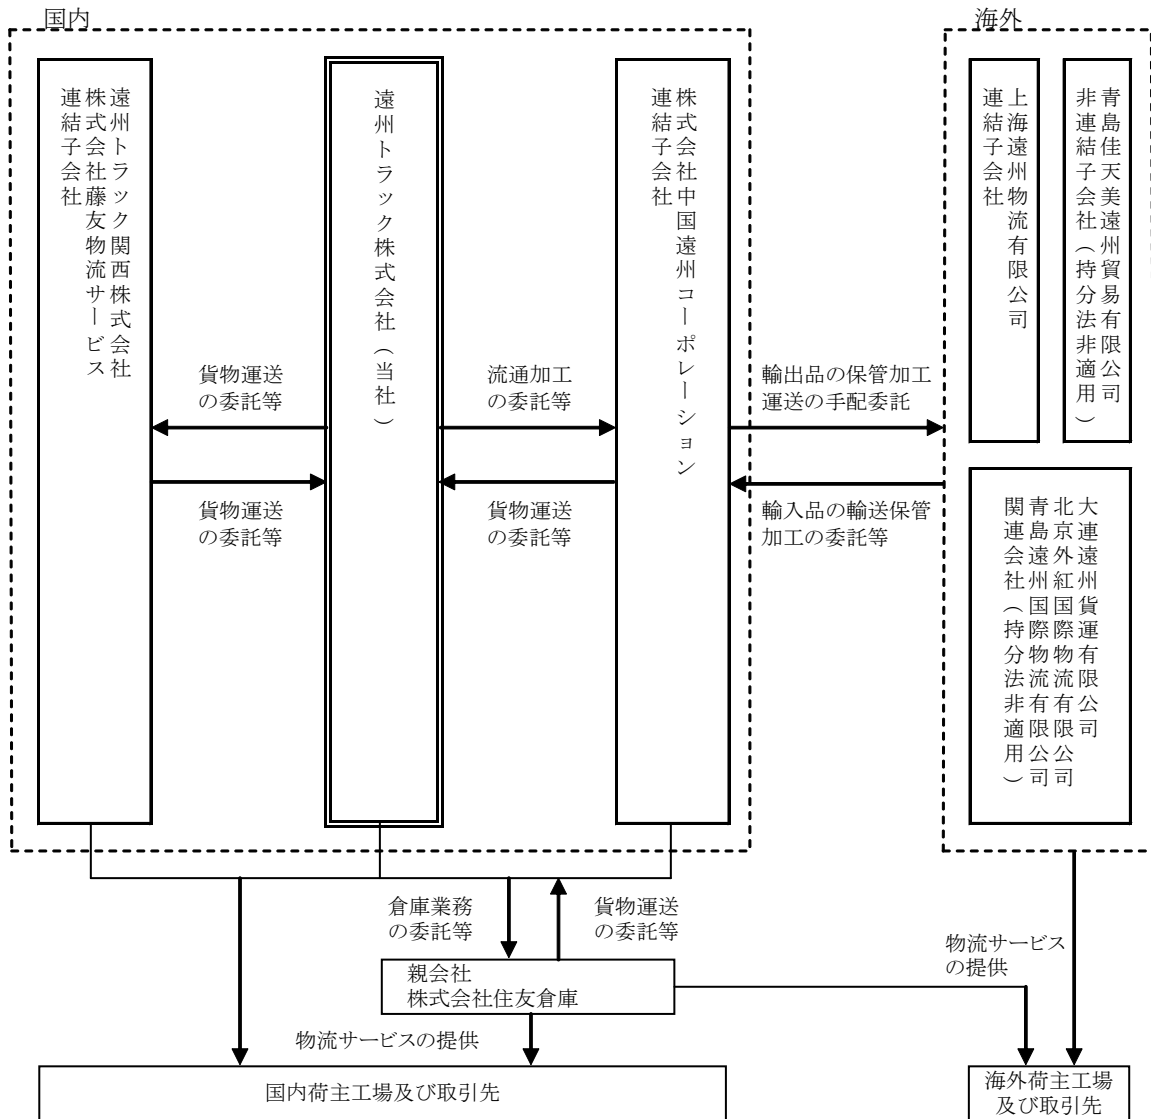 国内
海外
遠州トラック関西株式会社
株式会社藤友物流サービス
連結子会社
遠州トラック株式会社(当社)
株式会社中国遠州コーポレーション
連結子会社
上海遠州物流有限公司
連結子会社
青島佳天美遠州貿易有限公司
非連結子会社(持分法非適用)
貨物運送
の委託等
流通加工
の委託等
輸出品の保管加工
運送の手配委託
貨物運送
の委託等
貨物運送
の委託等
輸入品の輸送保管
加工の委託等
大連遠州貨運有限公司
北京外紅国際物流有限公司
青島遠州国際物流有限公司
関連会社(持分法非適用)
倉庫業務
の委託等
貨物運送
の委託等
親会社
株式会社住友倉庫
物流サービス
の提供
物流サービスの提供
国内荷主工場及び取引先
海外荷主工場
及び取引先